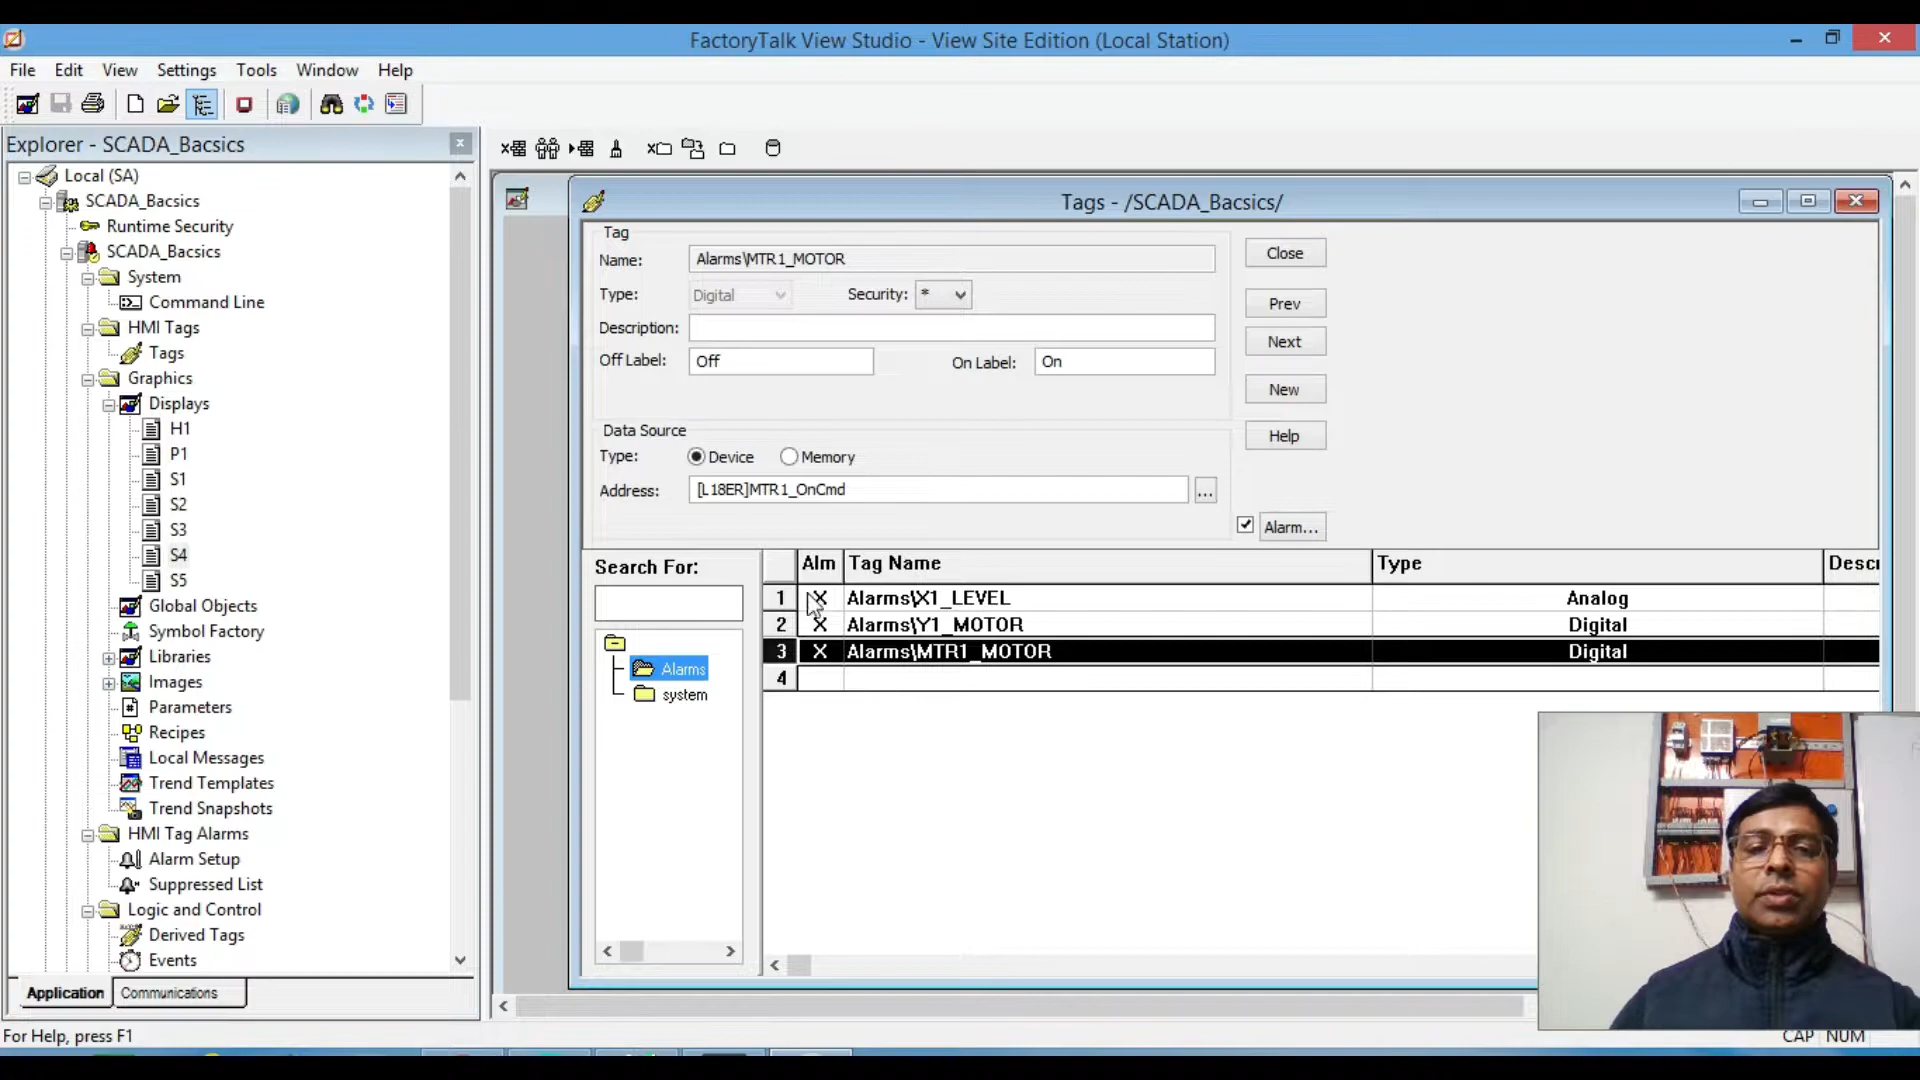 FactoryTalk View Studio - View Site Edition (Local Station)
File Edit View Settings Tools Window Help
Explorer - SCADA_Bacsics
Local (SA)
SCADA_Bacsics
Runtime Security
SCADA_Bacsics
System
Command Line
HMI Tags
Tags
Graphics
Displays
H1
P1
S1
S2
S3
S4
S5
Global Objects
Symbol Factory
Libraries
Images
Parameters
Recipes
Local Messages
Trend Templates
Trend Snapshots
HMI Tag Alarms
Alarm Setup
Suppressed List
Logic and Control
Derived Tags
Events
Application Communications
Tags - /SCADA_Bacsics/
Tag
Name: Alarms\MTR1_MOTOR
Type: Digital Security: *
Description:
Off Label: Off On Label: On
Close
Prev
Next
New
Help
Data Source
Type: Device Memory
Address: [L18ER]MTR1_OnCmd ...
Alarm...
Search For:
Alarms
system
Alm Tag Name Type Descr
1 X Alarms\X1_LEVEL Analog
2 X Alarms\Y1_MOTOR Digital
3 X Alarms\MTR1_MOTOR Digital
4
For Help, press F1
CAP NUM